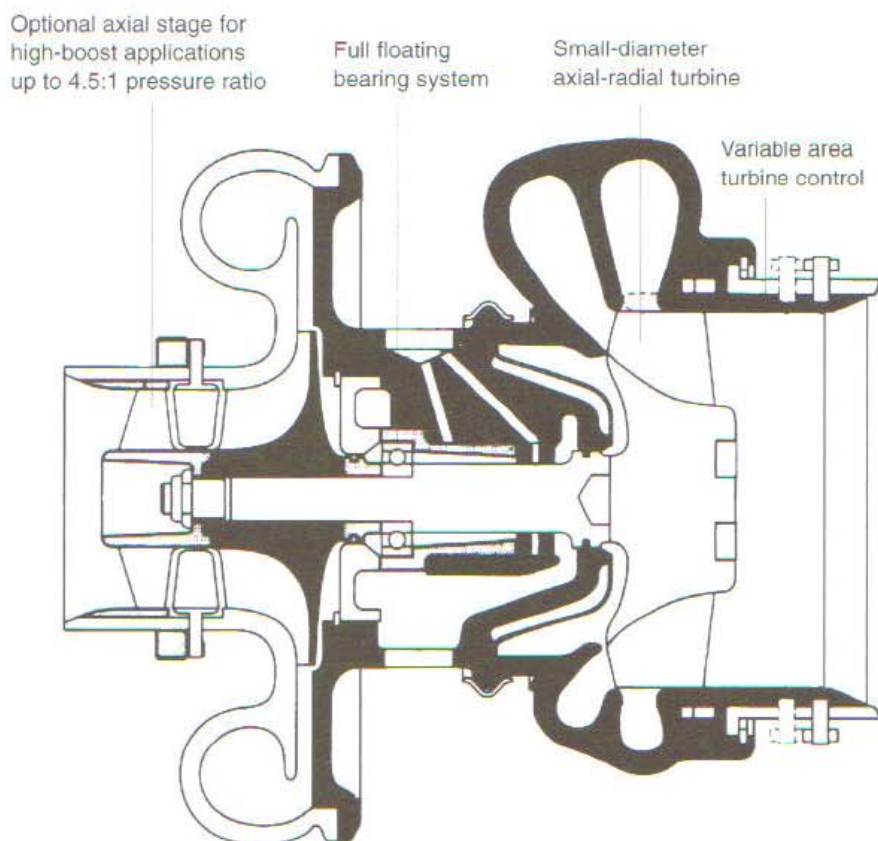 Optional axial stage for
high-boost applications
up to 4.5:1 pressure ratio
Full floating
bearing system
Small-diameter
axial-radial turbine
Variable area
turbine control